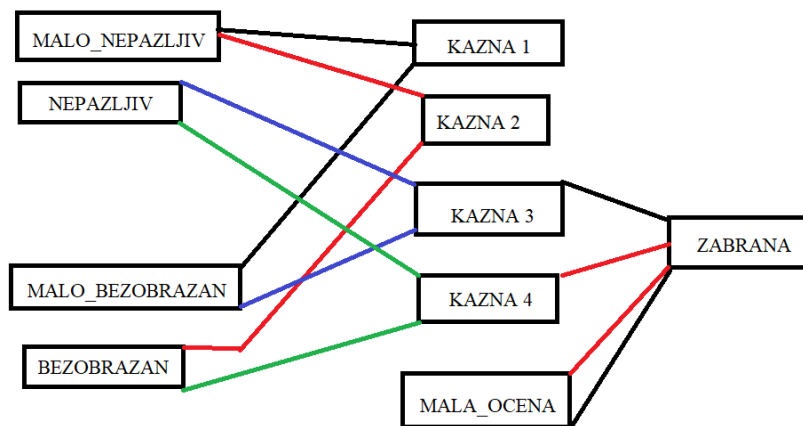 MALO_NEPAZLJIV
KAZNA 1
NEPAZLJIV
KAZNA 2
KAZNA 3
ZABRANA
MALO_BEZOBRAZAN
KAZNA 4
BEZOBRAZAN
MALA_OCENA